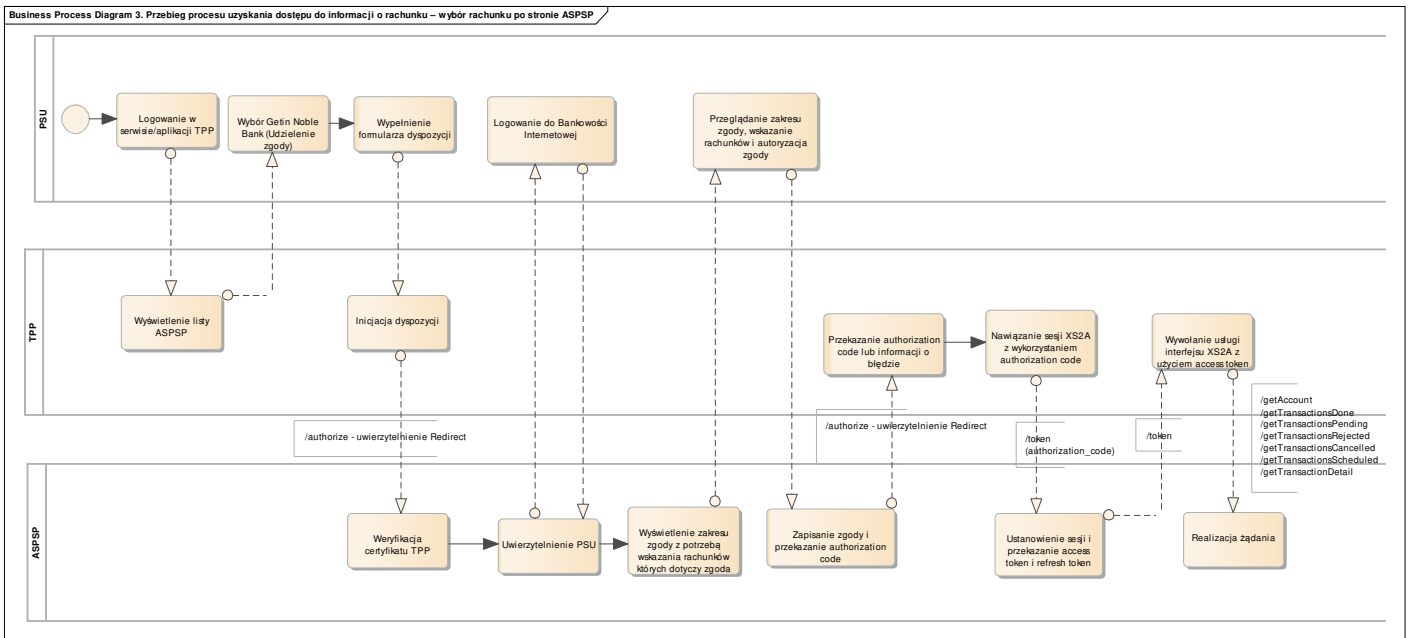 Business Process Diagram 3. Przebieg procesu uzyskania dostępu do informacji o rachunku – wybór rachunku po stronie ASPSP
PSU
Logowanie w
serwisie/aplikacji TPP
Wybór Getin Noble
Bank (Udzielenie
zgody)
Wypełnienie
formularza dyspozycji
Logowanie do Bankowości
Internetowej
Przeglądanie zakresu
zgody, wskazanie
rachunków i autoryzacja
zgody
TPP
Wyświetlenie listy
ASPSP
Inicjacja dyspozycji
Przekazanie authorization
code lub informacji o
błędzie
Nawiązanie sesji XS2A
z wykorzystaniem
authorization code
Wywołanie usługi
interfejsu XS2A z
użyciem access token
/authorize - uwierzytelnienie Redirect
/authorize - uwierzytelnienie Redirect
/token
(authorization_code)
/token
/getAccount
/getTransactionsDone
/getTransactionsPending
/getTransactionsRejected
/getTransactionsCancelled
/getTransactionsScheduled
/getTransactionDetail
ASPSP
Weryfikacja
certyfikatu TPP
Uwierzytelnienie PSU
Wyświetlenie zakresu
zgody z potrzebą
wskazania rachunków
których dotyczy zgoda
Zapisanie zgody i
przekazanie authorization
code
Ustanowienie sesji i
przekazanie access
token i refresh token
Realizacja żądania